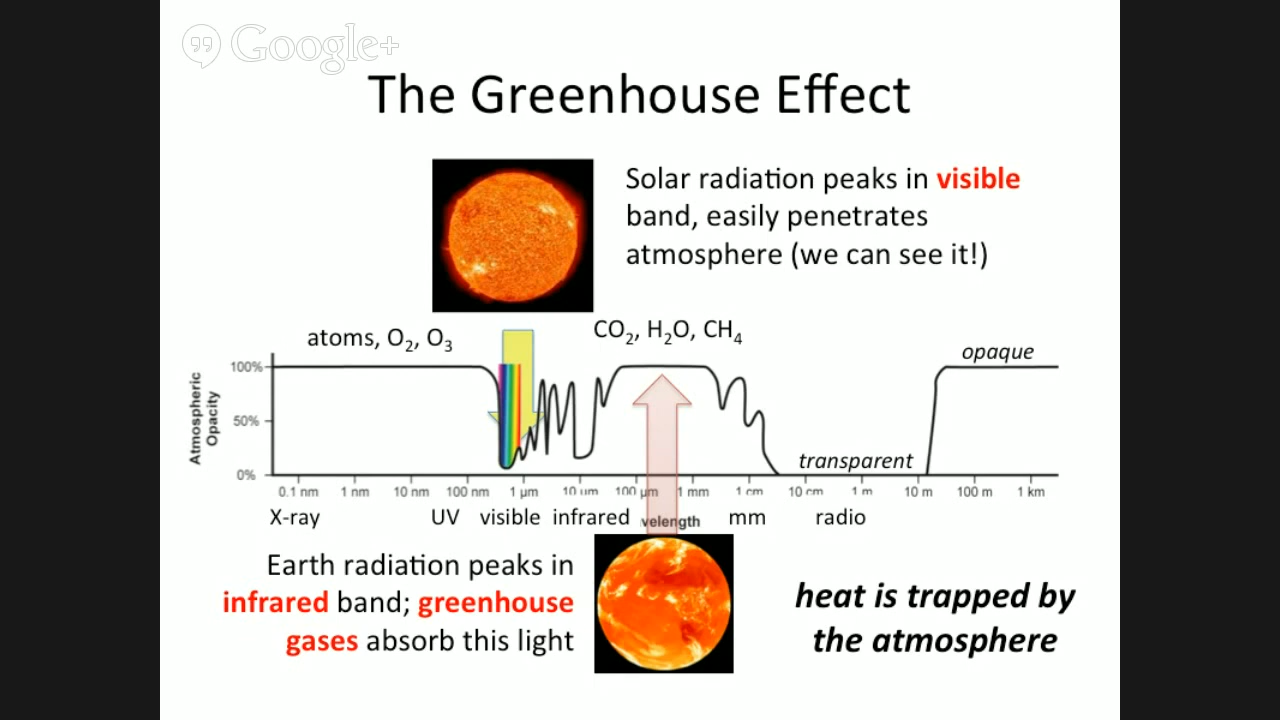 Google+
The Greenhouse Effect
Solar radiation peaks in visible
band, easily penetrates
atmosphere (we can see it!)
atoms, O₂, O₃
CO₂, H₂O, CH₄
opaque
Atmospheric
Opacity
100%
50%
0%
transparent
0.1 nm 1 nm 10 nm 100 nm 1 μm 10 μm 100 μm 1 mm 1 cm 10 cm 1 m 10 m 100 m 1 km
X-ray UV visible infrared velength mm radio
Earth radiation peaks in
infrared band; greenhouse
gases absorb this light
heat is trapped by
the atmosphere